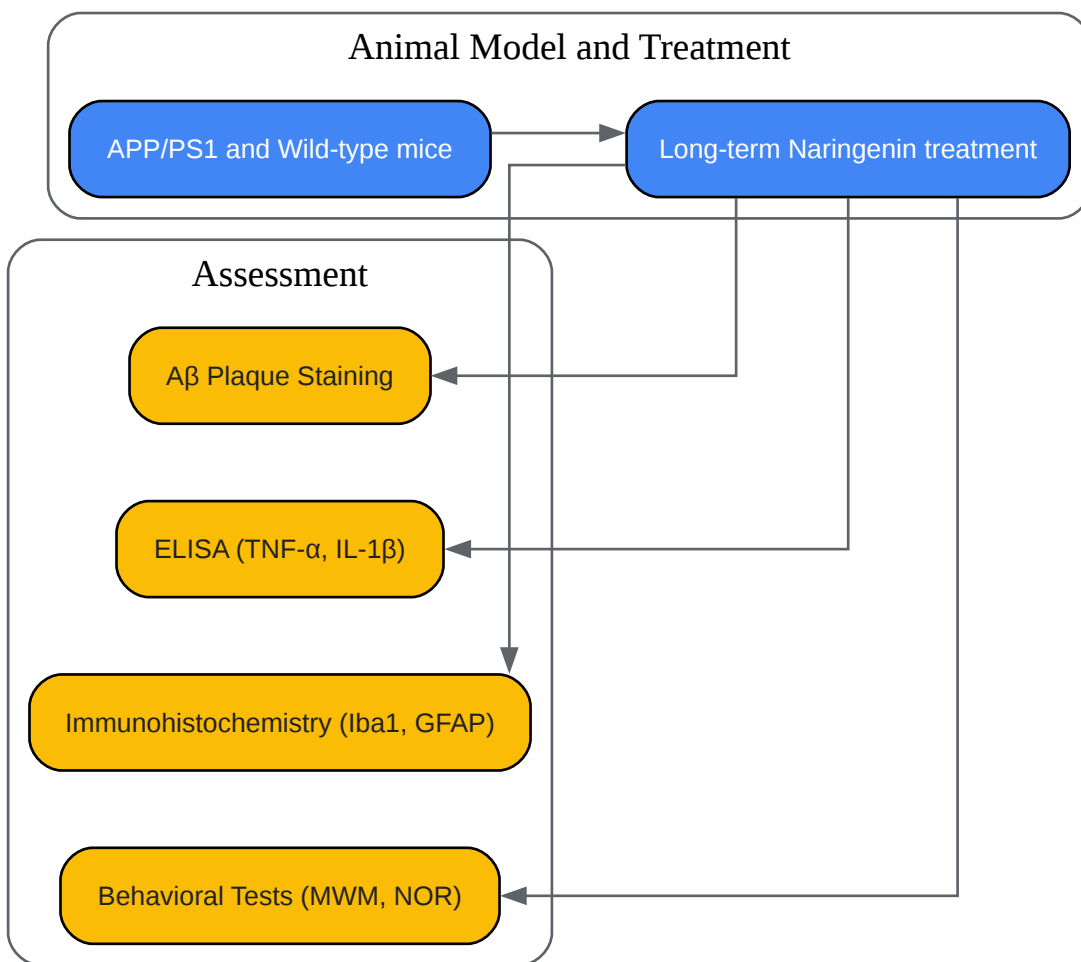 Animal Model and Treatment
APP/PS1 and Wild-type mice
Long-term Naringenin treatment
Assessment
Aβ Plaque Staining
ELISA (TNF-α, IL-1β)
Immunohistochemistry (Iba1, GFAP)
Behavioral Tests (MWM, NOR)